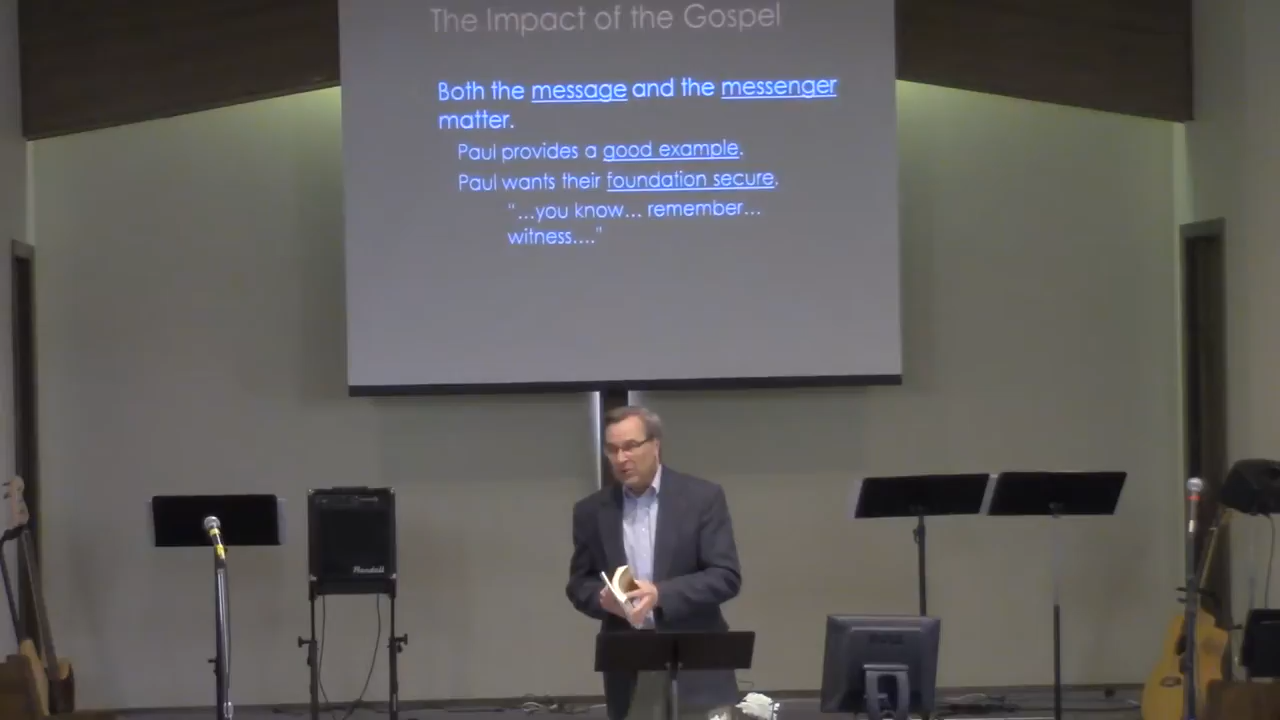 The Impact of the Gospel
Both the message and the messenger
matter.
Paul provides a good example.
Paul wants their foundation secure.
“...you know... remember...
witness....”
Randall